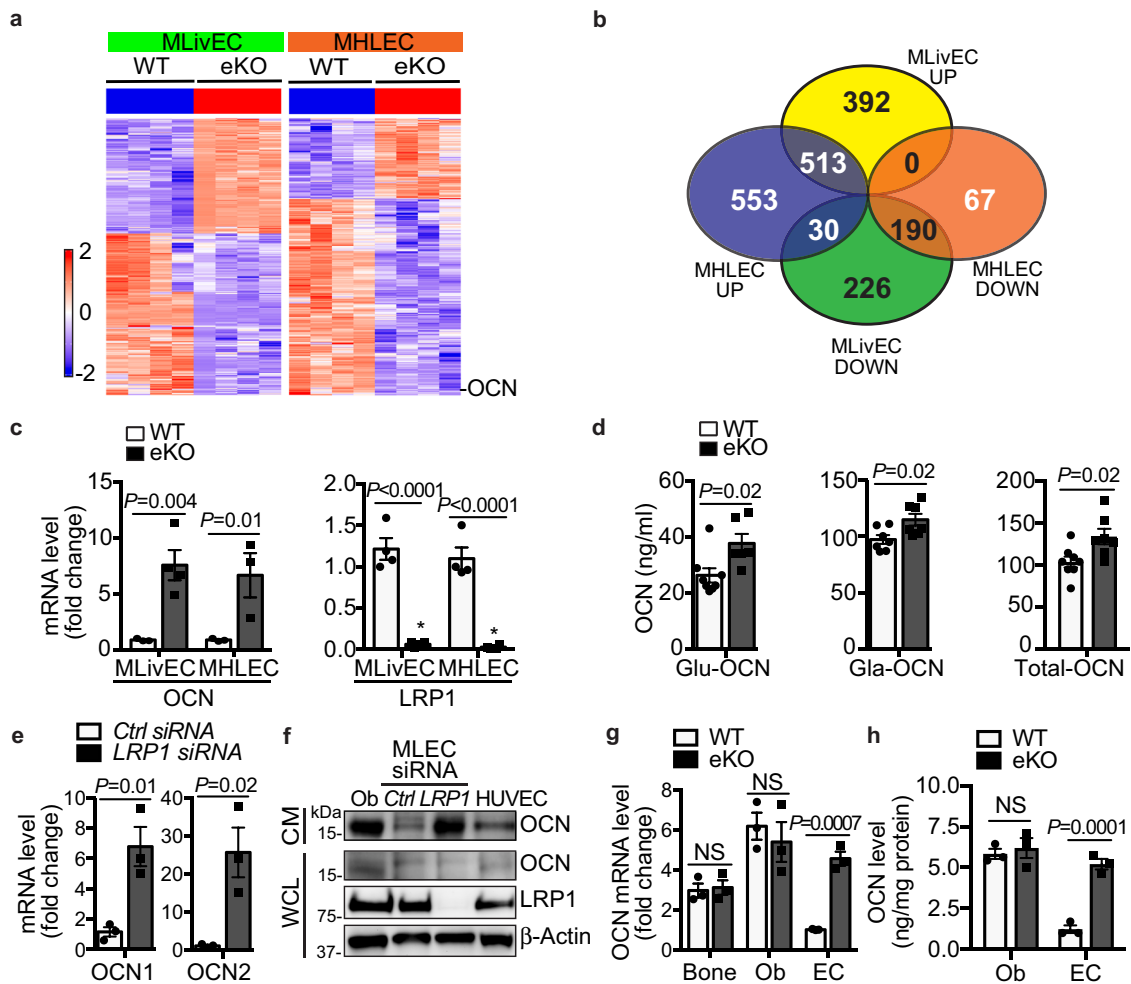 a
MLivEC MHLEC
WT eKO WT eKO
2
0
-2
-OCN
b
MLivEC
UP
392
513
0
553
67
30
190
MHLEC
UP
226
MHLEC
DOWN
MLivEC
DOWN
c
WT
eKO
mRNA level
(fold change)
15
10
5
0
P=0.004
P=0.01
MLivEC MHLEC
OCN
2.0
1.5
1.0
0.5
0.0
P<0.0001
P<0.0001
* *
MLivEC MHLEC
LRP1
d
WT
eKO
OCN (ng/ml)
60
40
20
0
P=0.02
Glu-OCN
150
100
50
0
P=0.02
Gla-OCN
200
150
100
50
0
P=0.02
Total-OCN
e
Ctrl siRNA
LRP1 siRNA
mRNA level
(fold change)
10
8
6
4
2
0
P=0.01
OCN1
40
30
20
10
0
P=0.02
OCN2
f
MLEC
siRNA
Ob Ctrl LRP1 HUVEC
kDa
CM
15-
OCN
WCL
15-
OCN
LRP1
75-
β-Actin
37-
g
WT
eKO
OCN mRNA level
(fold change)
8
6
4
2
0
NS
NS
P=0.0007
Bone Ob EC
h
WT
eKO
OCN level
(ng/mg protein)
10.0
7.5
5.0
2.5
0.0
NS
P=0.0001
Ob EC